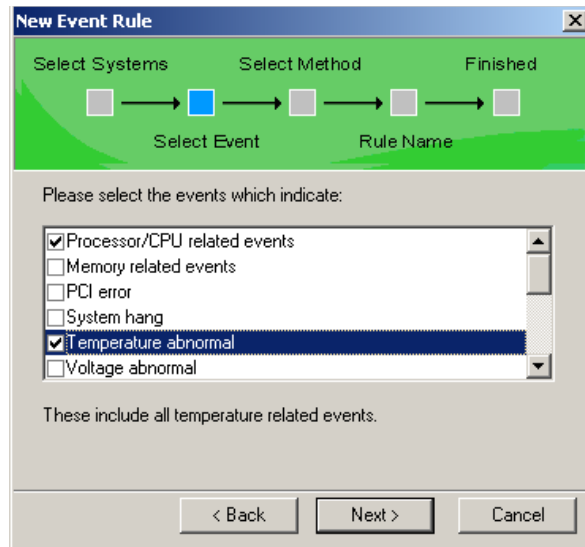 New Event Rule
Select Systems Select Method Finished
Select Event Rule Name
Please select the events which indicate:
Processor/CPU related events
Memory related events
PCI error
System hang
Temperature abnormal
Voltage abnormal
These include all temperature related events.
< Back Next > Cancel